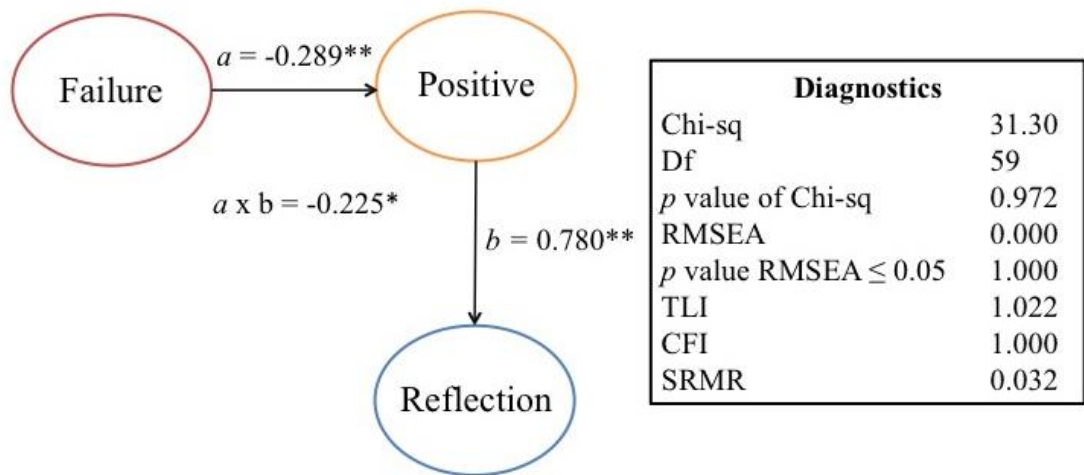 a = -0.289**
Failure
Positive
a x b = -0.225*
b = 0.780**
Reflection
Diagnostics
Chi-sq 31.30
Df 59
p value of Chi-sq 0.972
RMSEA 0.000
p value RMSEA ≤ 0.05 1.000
TLI 1.022
CFI 1.000
SRMR 0.032